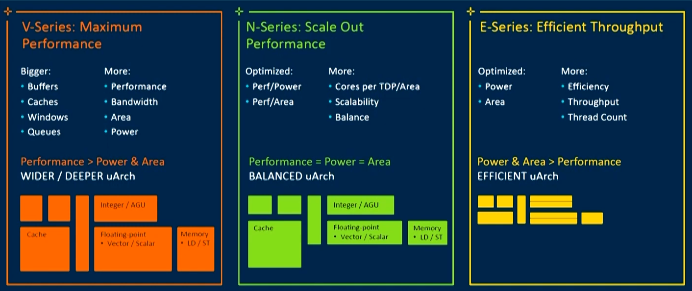 V-Series: Maximum
Performance
Bigger:
• Buffers
• Caches
• Windows
• Queues
More:
• Performance
• Bandwidth
• Area
• Power
Performance > Power & Area
WIDER / DEEPER uArch
Integer / AGU
Cache
Floating-point
• Vector / Scalar
Memory
• LD / ST
N-Series: Scale Out
Performance
Optimized:
• Perf/Power
• Perf/Area
More:
• Cores per TDP/Area
• Scalability
• Balance
Performance = Power = Area
BALANCED uArch
Integer / AGU
Cache
Floating-point
• Vector / Scalar
Memory
• LD / ST
E-Series: Efficient Throughput
Optimized:
• Power
• Area
More:
• Efficiency
• Throughput
• Thread Count
Power & Area > Performance
EFFICIENT uArch